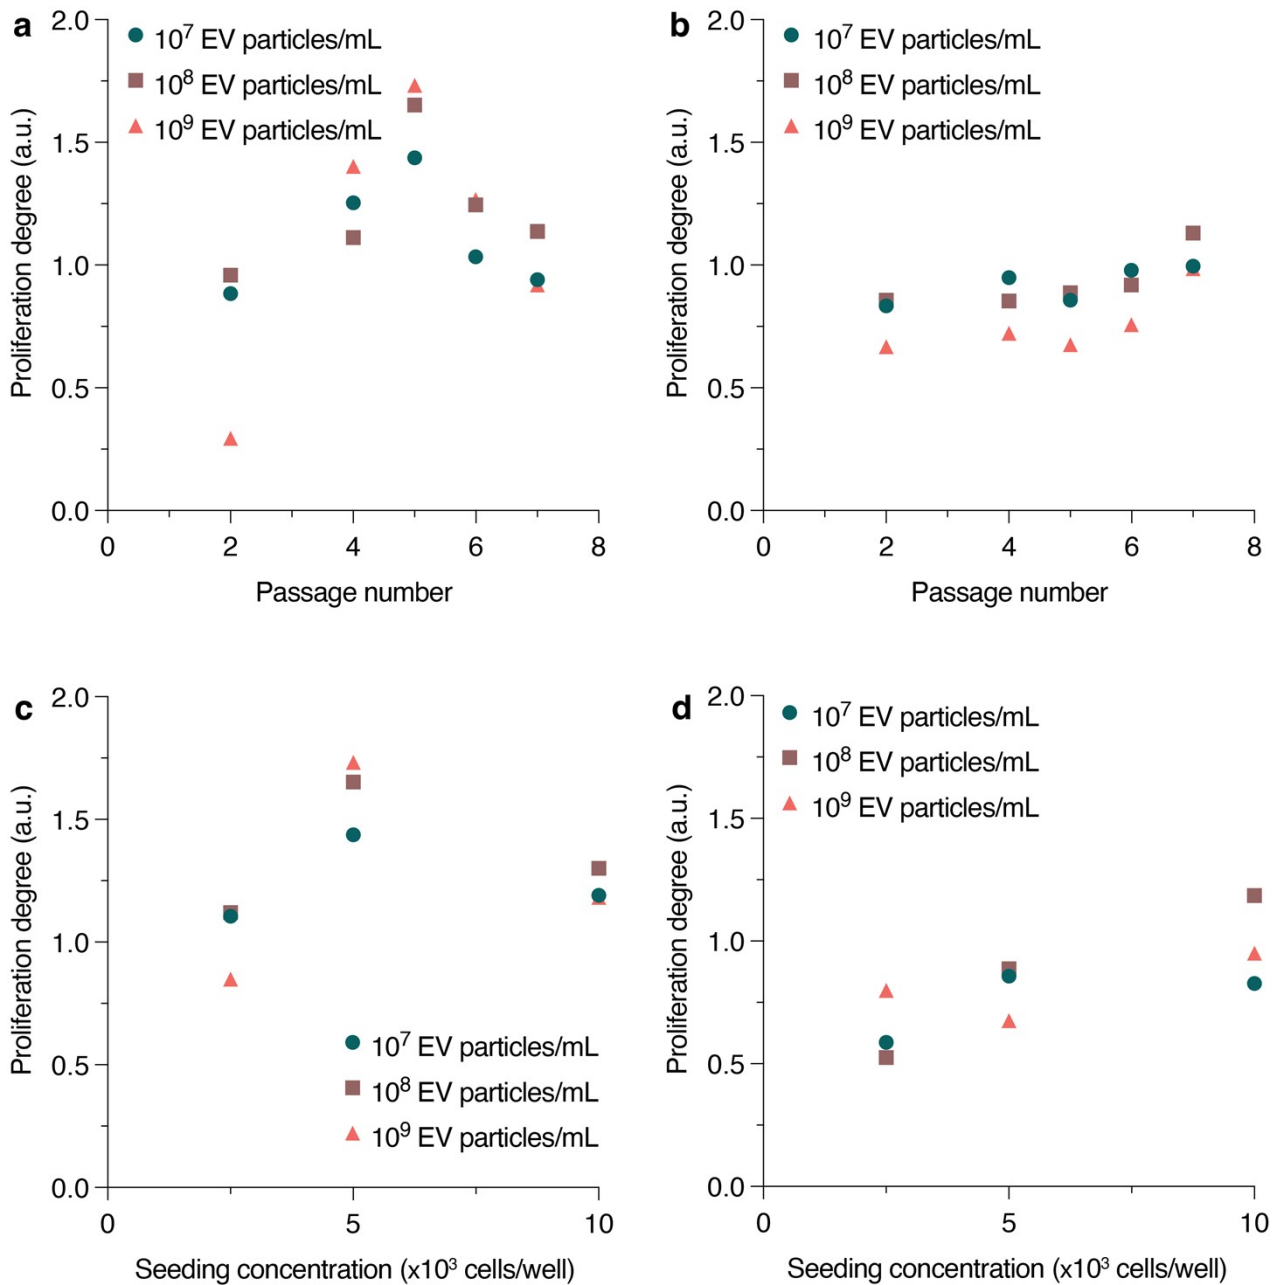 a
2.0
1.5
1.0
0.5
0.0
0 2 4 6 8
Proliferation degree (a.u.)
Passage number
10⁷ EV particles/mL
10⁸ EV particles/mL
10⁹ EV particles/mL
b
2.0
1.5
1.0
0.5
0.0
0 2 4 6 8
Proliferation degree (a.u.)
Passage number
10⁷ EV particles/mL
10⁸ EV particles/mL
10⁹ EV particles/mL
c
2.0
1.5
1.0
0.5
0.0
0 5 10
Proliferation degree (a.u.)
Seeding concentration (x10³ cells/well)
10⁷ EV particles/mL
10⁸ EV particles/mL
10⁹ EV particles/mL
d
2.0
1.5
1.0
0.5
0.0
0 5 10
Proliferation degree (a.u.)
Seeding concentration (x10³ cells/well)
10⁷ EV particles/mL
10⁸ EV particles/mL
10⁹ EV particles/mL